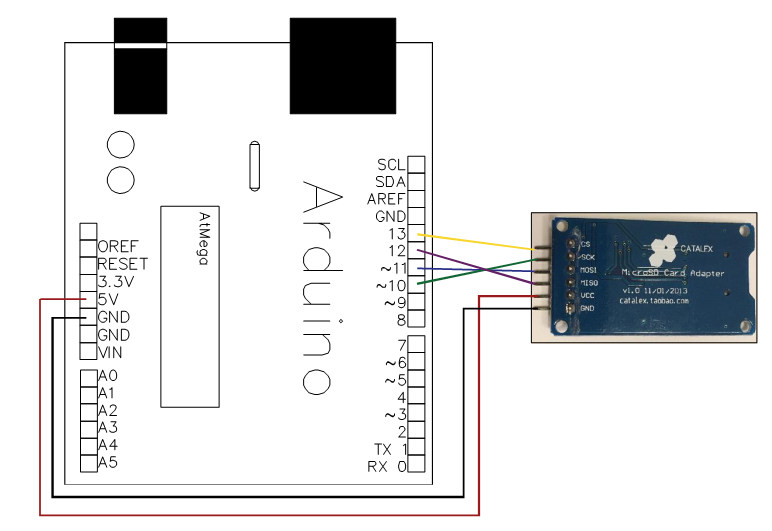 AtMega
Arduino
OREF
RESET
3.3V
5V
GND
GND
VIN
A0
A1
A2
A3
A4
A5
SCL
SDA
AREF
GND
13
12
~11
~10
~9
8
7
~6
~5
4
~3
2
TX 1
RX 0
CS
SCK
MOSI
MISO
VCC
GND
CATALEX
MicroSD Card Adapter
v1.0 11/01/2013
catalex.taobao.com